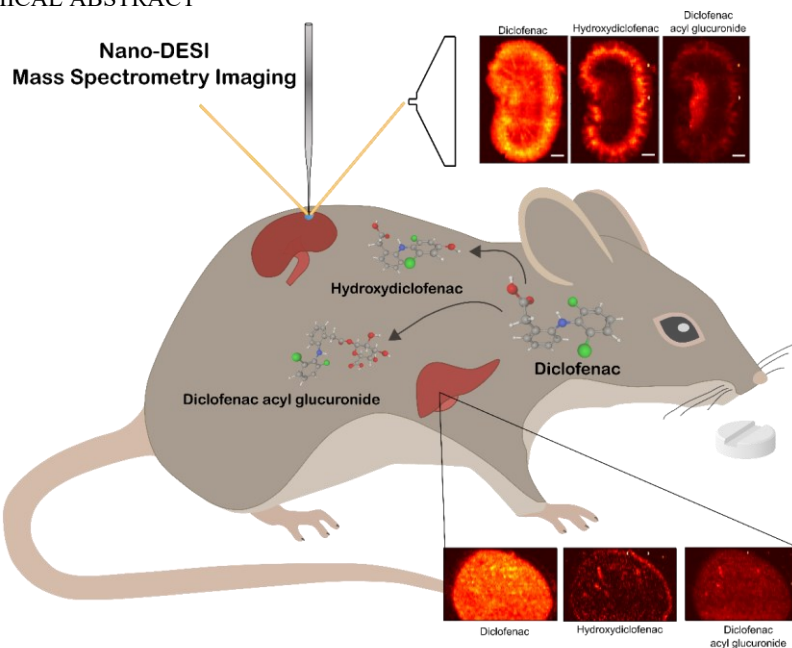 Nano-DESI
Mass Spectrometry Imaging
Diclofenac
Hydroxydiclofenac
Diclofenac
acyl glucuronide
Hydroxydiclofenac
Diclofenac acyl glucuronide
Diclofenac
Diclofenac
Hydroxydiclofenac
Diclofenac
acyl glucuronide